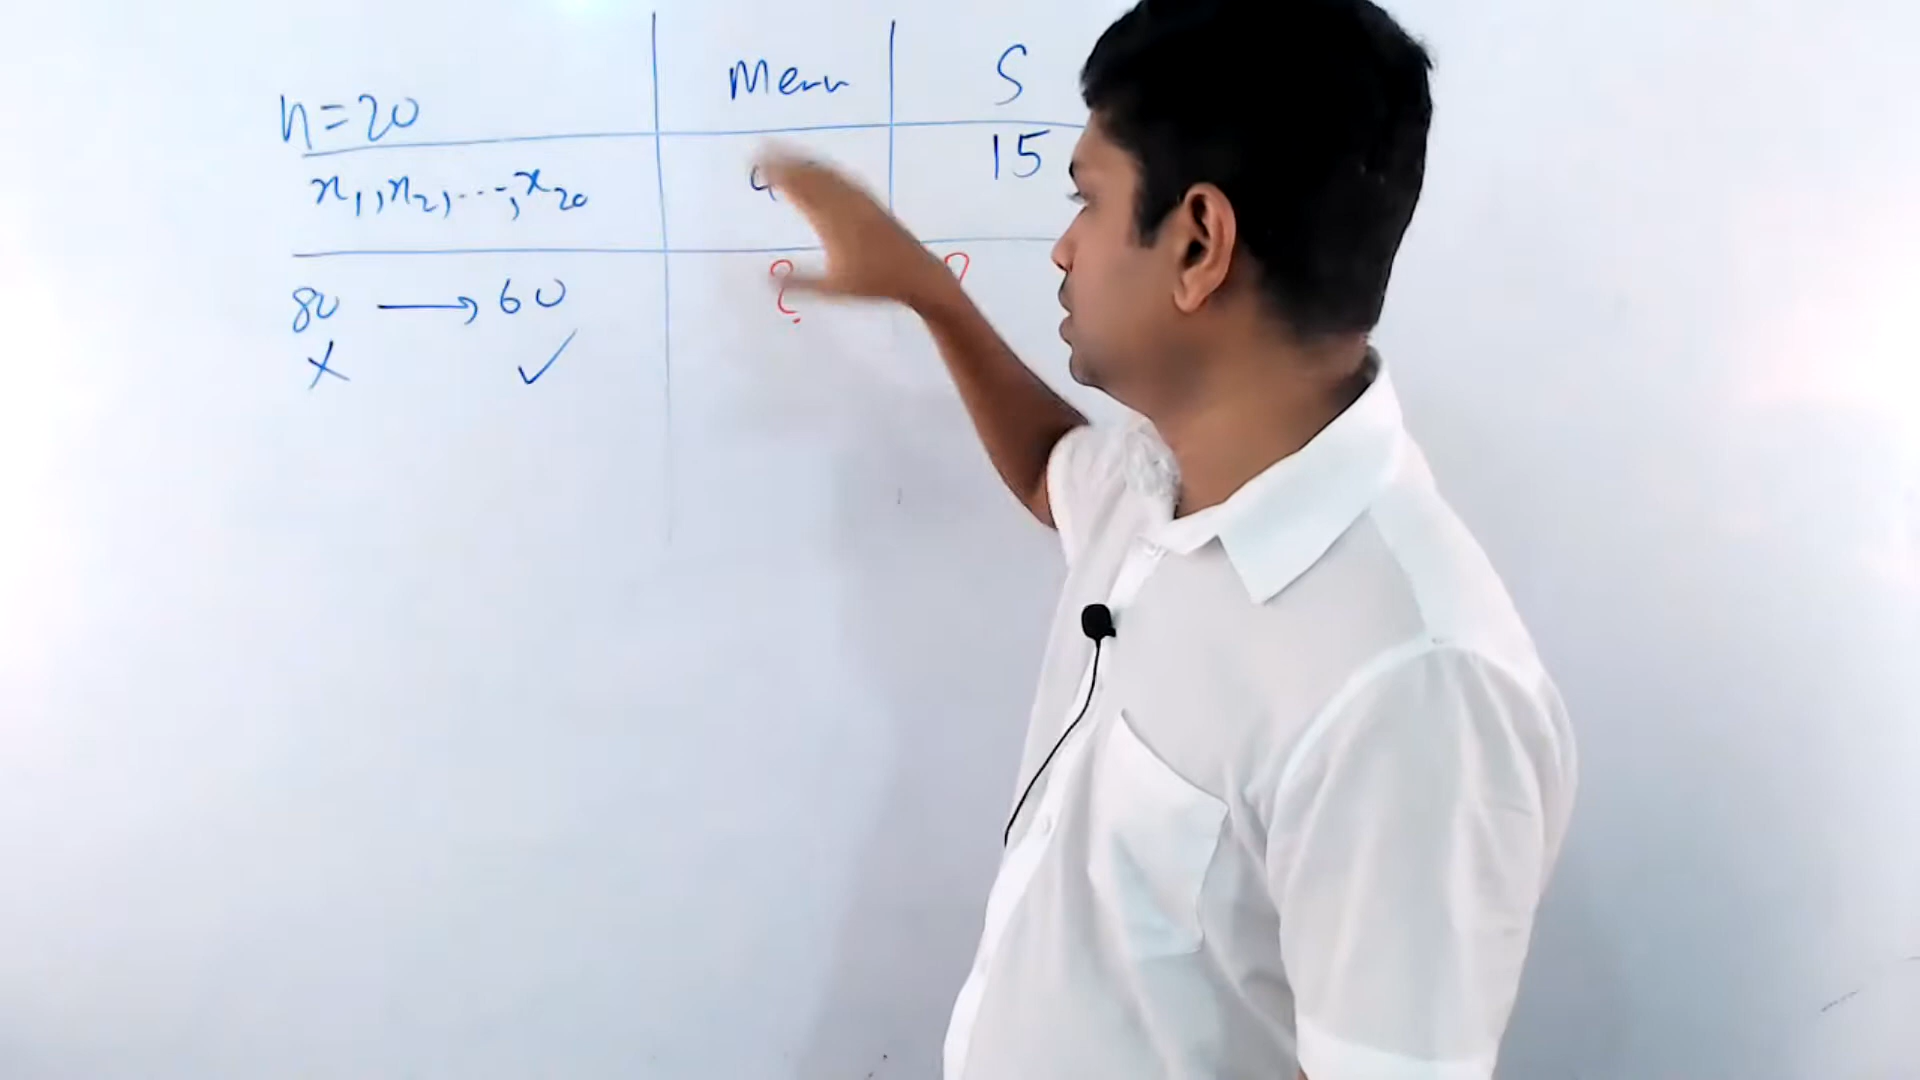 n=20 Mean S
x₁,x₂,...,x₂₀ 15
80 → 60 ? ?
✗ ✓